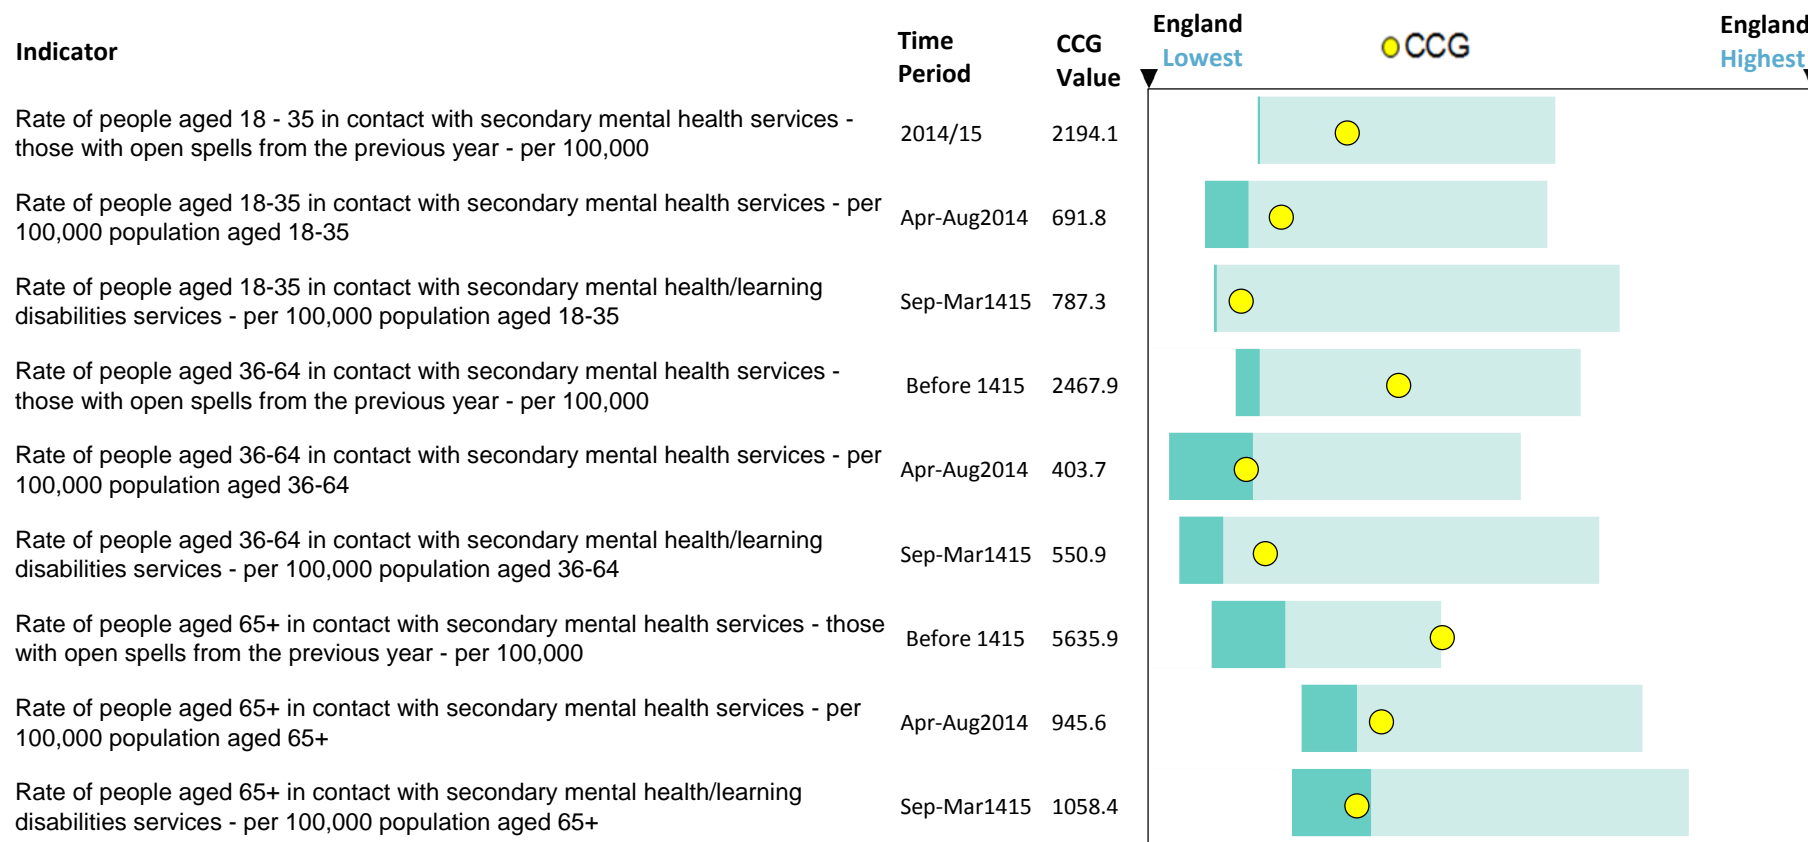 Indicator
Time Period
CCG Value
England Lowest
CCG
England Highest
Rate of people aged 18 - 35 in contact with secondary mental health services -
those with open spells from the previous year - per 100,000
2014/15 2194.1
Rate of people aged 18-35 in contact with secondary mental health services - per
100,000 population aged 18-35
Apr-Aug2014 691.8
Rate of people aged 18-35 in contact with secondary mental health/learning
disabilities services - per 100,000 population aged 18-35
Sep-Mar1415 787.3
Rate of people aged 36-64 in contact with secondary mental health services -
those with open spells from the previous year - per 100,000
Before 1415 2467.9
Rate of people aged 36-64 in contact with secondary mental health services - per
100,000 population aged 36-64
Apr-Aug2014 403.7
Rate of people aged 36-64 in contact with secondary mental health/learning
disabilities services - per 100,000 population aged 36-64
Sep-Mar1415 550.9
Rate of people aged 65+ in contact with secondary mental health services - those
with open spells from the previous year - per 100,000
Before 1415 5635.9
Rate of people aged 65+ in contact with secondary mental health services - per
100,000 population aged 65+
Apr-Aug2014 945.6
Rate of people aged 65+ in contact with secondary mental health/learning
disabilities services - per 100,000 population aged 65+
Sep-Mar1415 1058.4